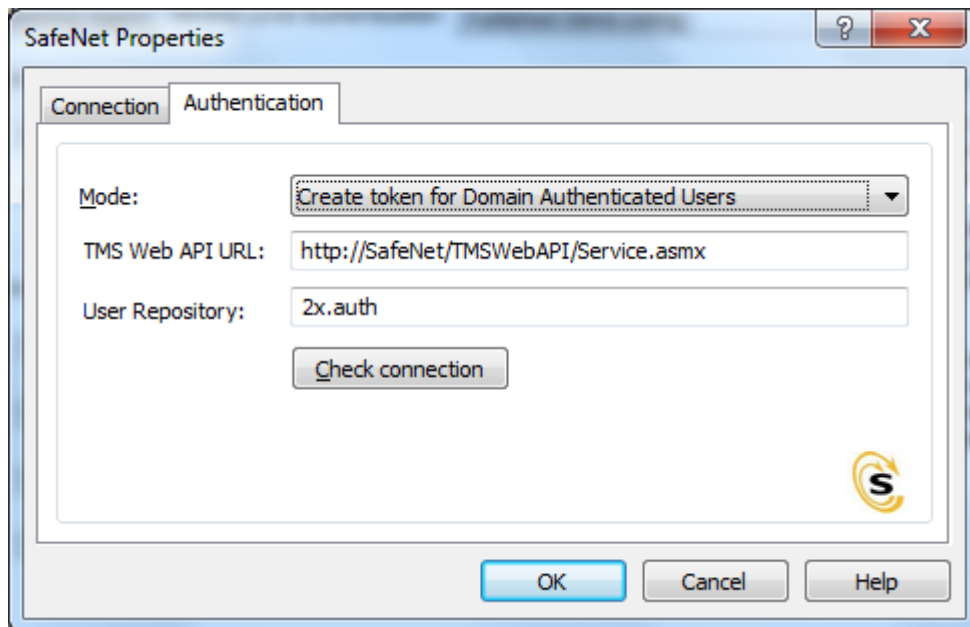 SafeNet Properties
Connection Authentication
Mode: Create token for Domain Authenticated Users
TMS Web API URL: http://SafeNet/TMSWebAPI/Service.asmx
User Repository: 2x.auth
Check connection
S
OK Cancel Help